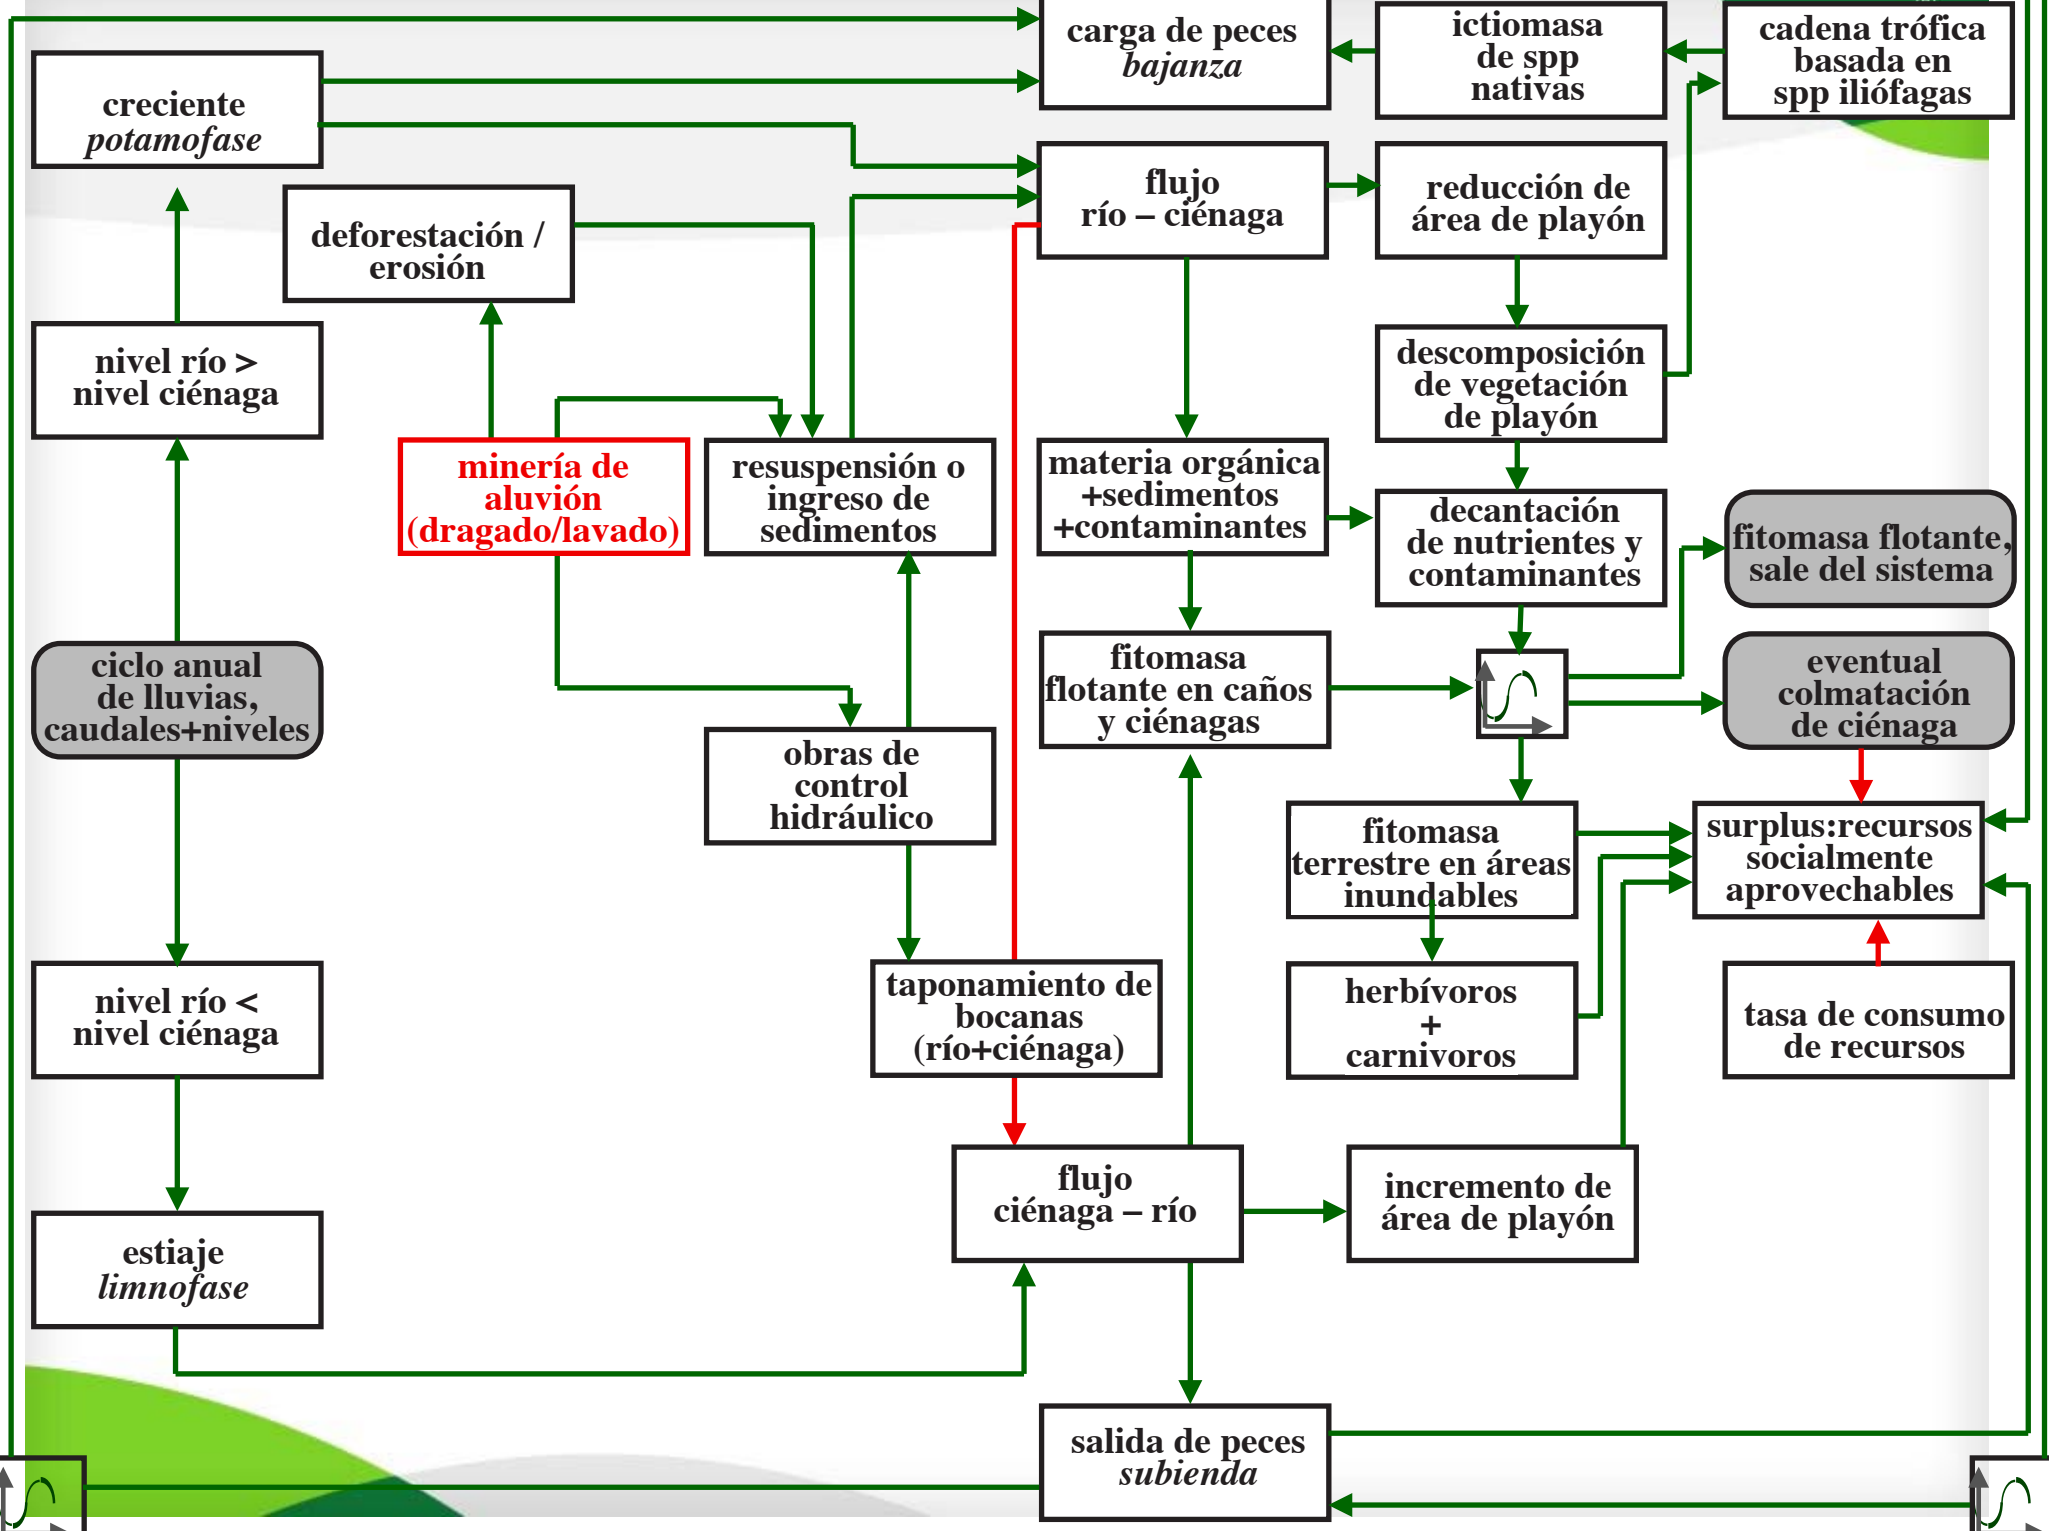 carga de peces
bajanza
ictiomasa
de spp
nativas
cadena trófica
basada en
spp iliófagas
creciente
potamofase
flujo
río – ciénaga
reducción de
área de playón
deforestación /
erosión
nivel río >
nivel ciénaga
descomposición
de vegetación
de playón
minería de
aluvión
(dragado/lavado)
resuspensión o
ingreso de
sedimentos
materia orgánica
+sedimentos
+contaminantes
decantación
de nutrientes y
contaminantes
fitomasa flotante,
sale del sistema
ciclo anual
de lluvias,
caudales+niveles
fitomasa
flotante en caños
y ciénagas
eventual
colmatación
de ciénaga
obras de
control
hidráulico
fitomasa
terrestre en áreas
inundables
surplus:recursos
socialmente
aprovechables
nivel río <
nivel ciénaga
taponamiento de
bocanas
(río+ciénaga)
herbívoros
+
carnivoros
tasa de consumo
de recursos
flujo
ciénaga – río
incremento de
área de playón
estiaje
limnofase
salida de peces
subienda